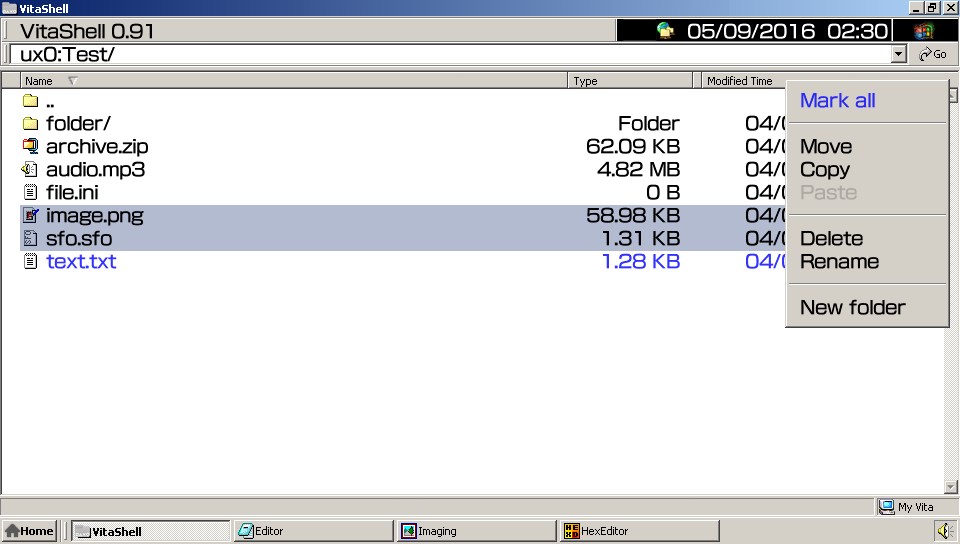 VitaShell
VitaShell 0.91
05/09/2016 02:30
ux0:Test/
Go
Name Type Modified Time
..
folder/ Folder 04/0
archive.zip 62.09 KB 04/0
audio.mp3 4.82 MB 04/0
file.ini 0 B 04/0
image.png 58.98 KB 04/0
sfo.sfo 1.31 KB 04/0
text.txt 1.28 KB 04/0
Mark all
Move
Copy
Paste
Delete
Rename
New folder
My Vita
Home VitaShell Editor Imaging HexEditor